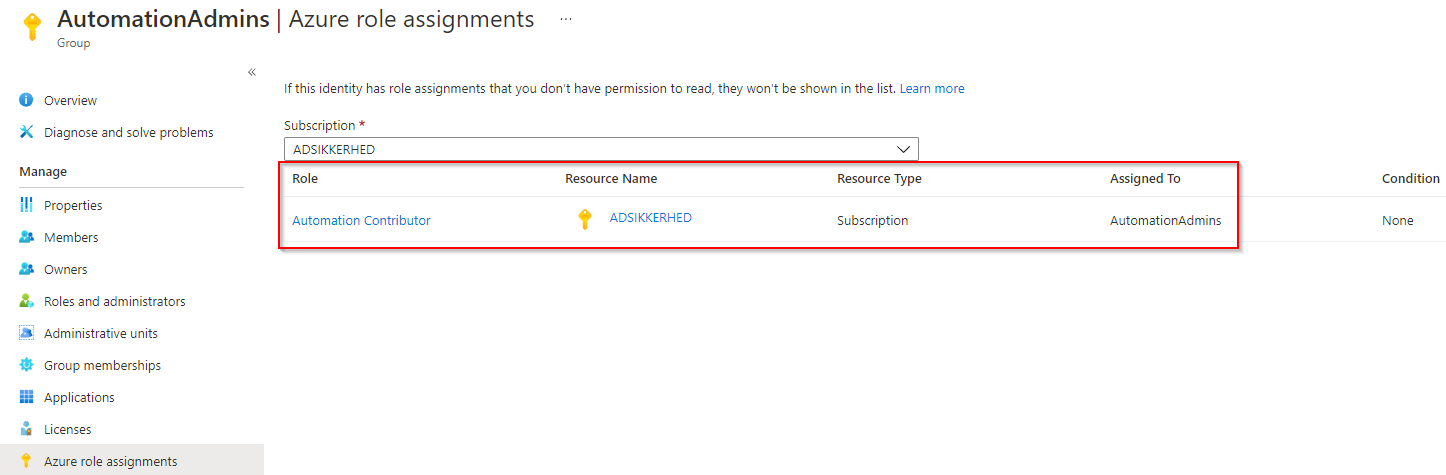 AutomationAdmins | Azure role assignments ...
Group
«
Overview
Diagnose and solve problems
Manage
Properties
Members
Owners
Roles and administrators
Administrative units
Group memberships
Applications
Licenses
Azure role assignments
If this identity has role assignments that you don't have permission to read, they won't be shown in the list. Learn more
Subscription *
ADSIKKERHED
Role Resource Name Resource Type Assigned To Condition
Automation Contributor ADSIKKERHED Subscription AutomationAdmins None